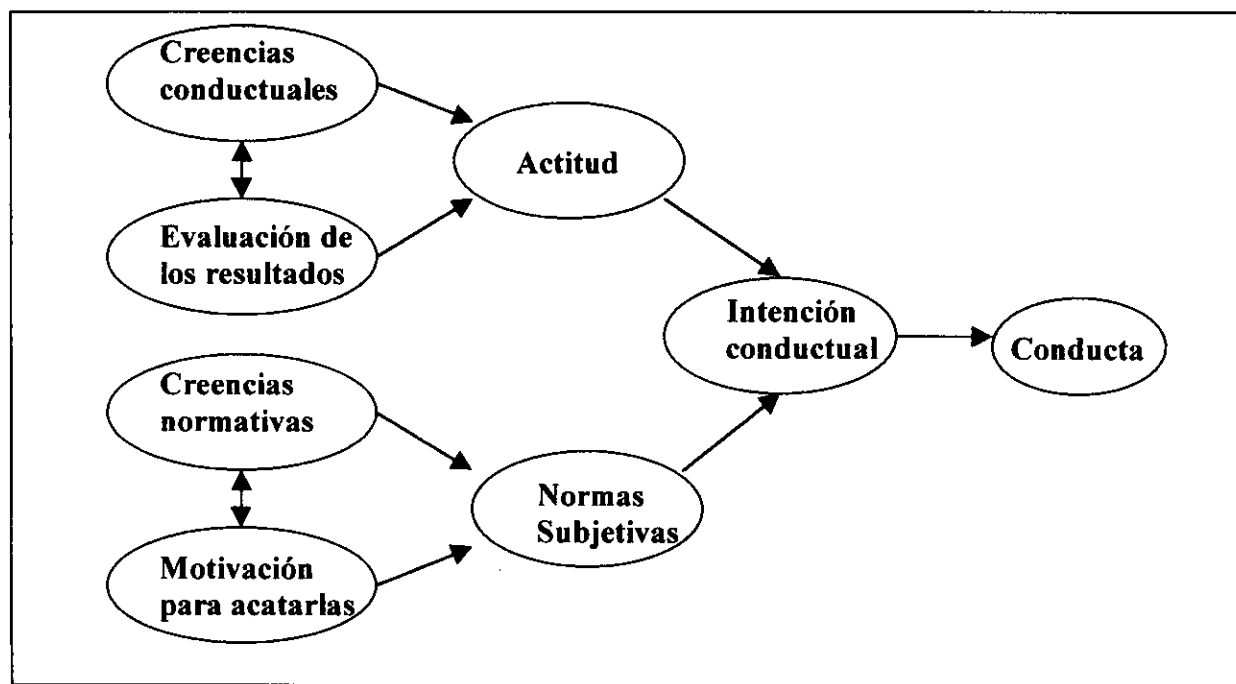 Creencias
conductuales
Actitud
Evaluación de
los resultados
Intención
conductual
Conducta
Creencias
normativas
Normas
Subjetivas
Motivación
para acatarlas